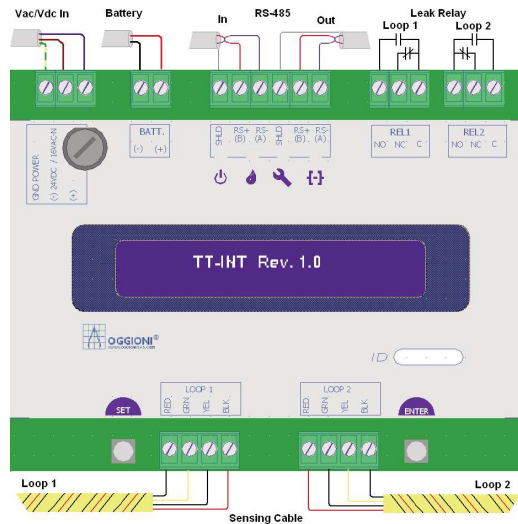 Vac/Vdc In
Battery
In
RS-485
Out
Leak Relay
Loop 1
Loop 2
GND POWER
(-) 24VDC / 16VAC-N
(+)
BATT.
(-) (+)
SHLD
RS+ (B)
RS- (A)
SHLD
RS+ (B)
RS- (A)
REL1
NO NC C
REL2
NO NC C
TT-INT Rev. 1.0
OGGIONI®
ID
SET
LOOP 1
RED
GRN
YEL
BLK
LOOP 2
RED
GRN
YEL
BLK
ENTER
Loop 1
Loop 2
Sensing Cable